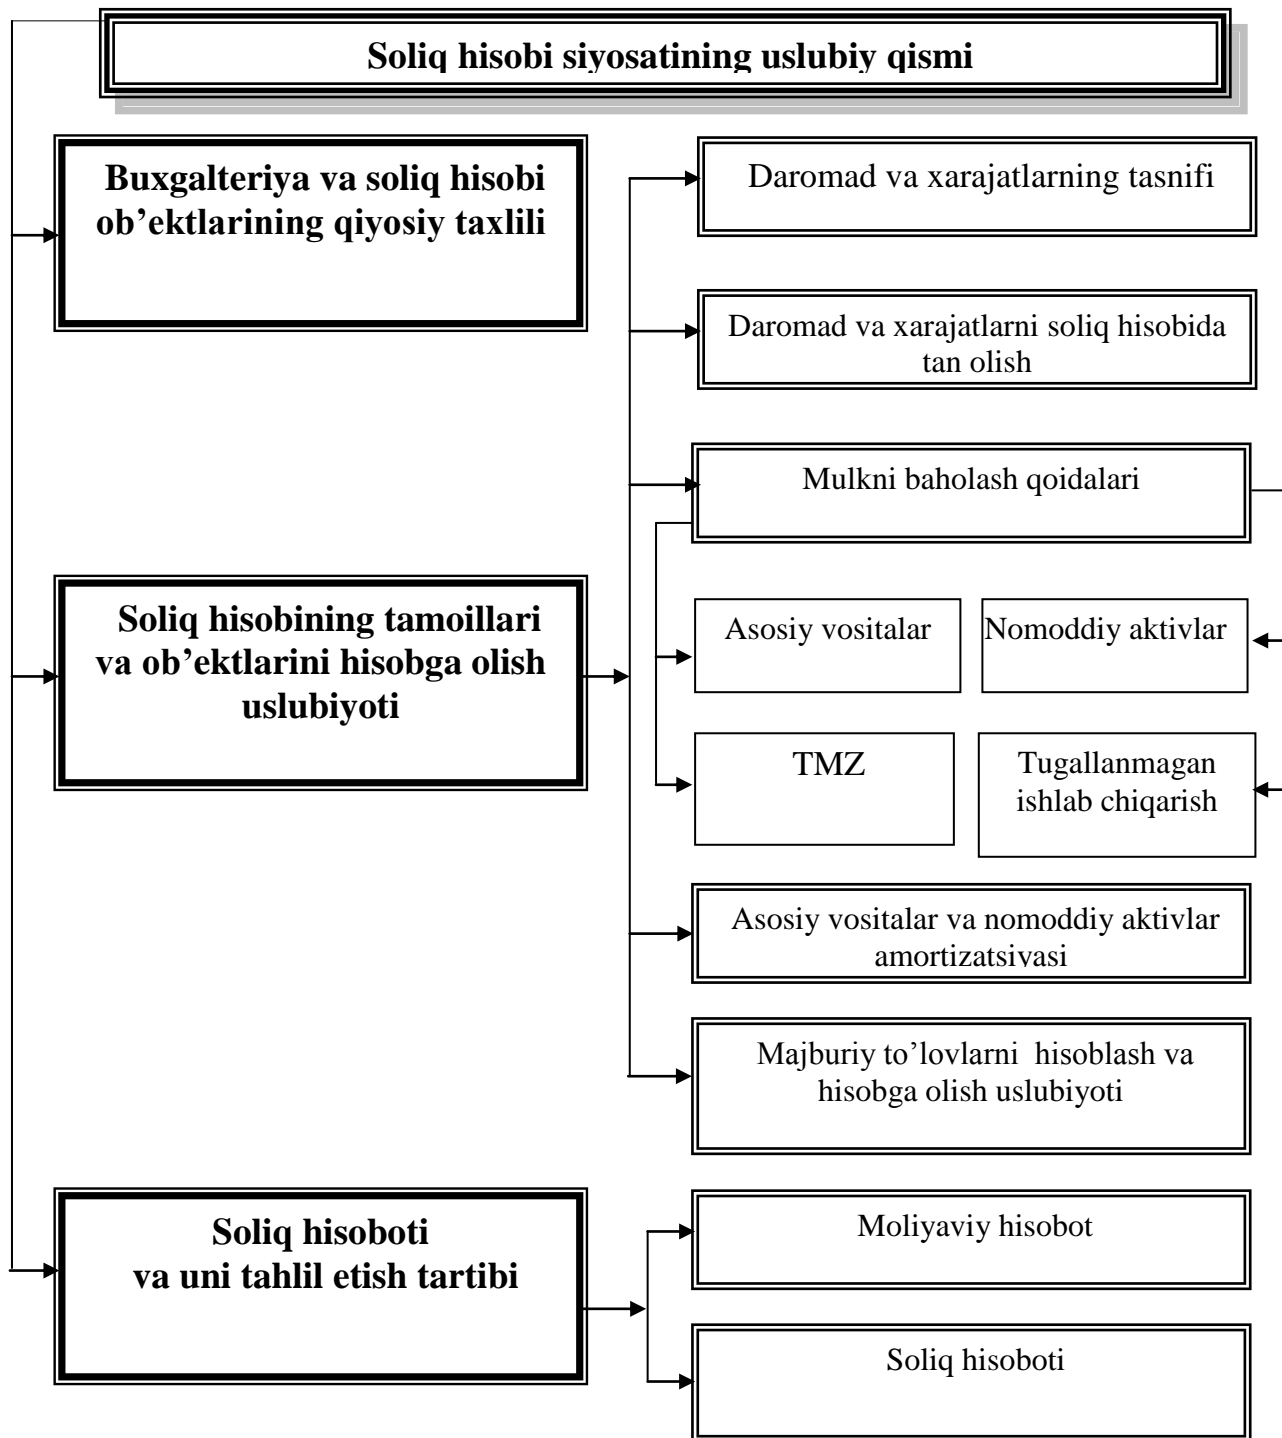 Soliq hisobi siyosatining uslubiy qismi
Buxgalteriya va soliq hisobi
ob’ektlarining qiyosiy taxlili
Daromad va xarajatlarning tasnifi
Daromad va xarajatlarni soliq hisobida
tan olish
Mulkni baholash qoidalari
Soliq hisobining tamoillari
va ob’ektlarini hisobga olish
uslubiyoti
Asosiy vositalar
Nomoddiy aktivlar
TMZ
Tugallanmagan
ishlab chiqarish
Asosiy vositalar va nomoddiy aktivlar
amortizatsivasi
Majburiy to’lovlarni hisoblash va
hisobga olish uslubiyoti
Soliq hisoboti
va uni tahlil etish tartibi
Moliyaviy hisobot
Soliq hisoboti